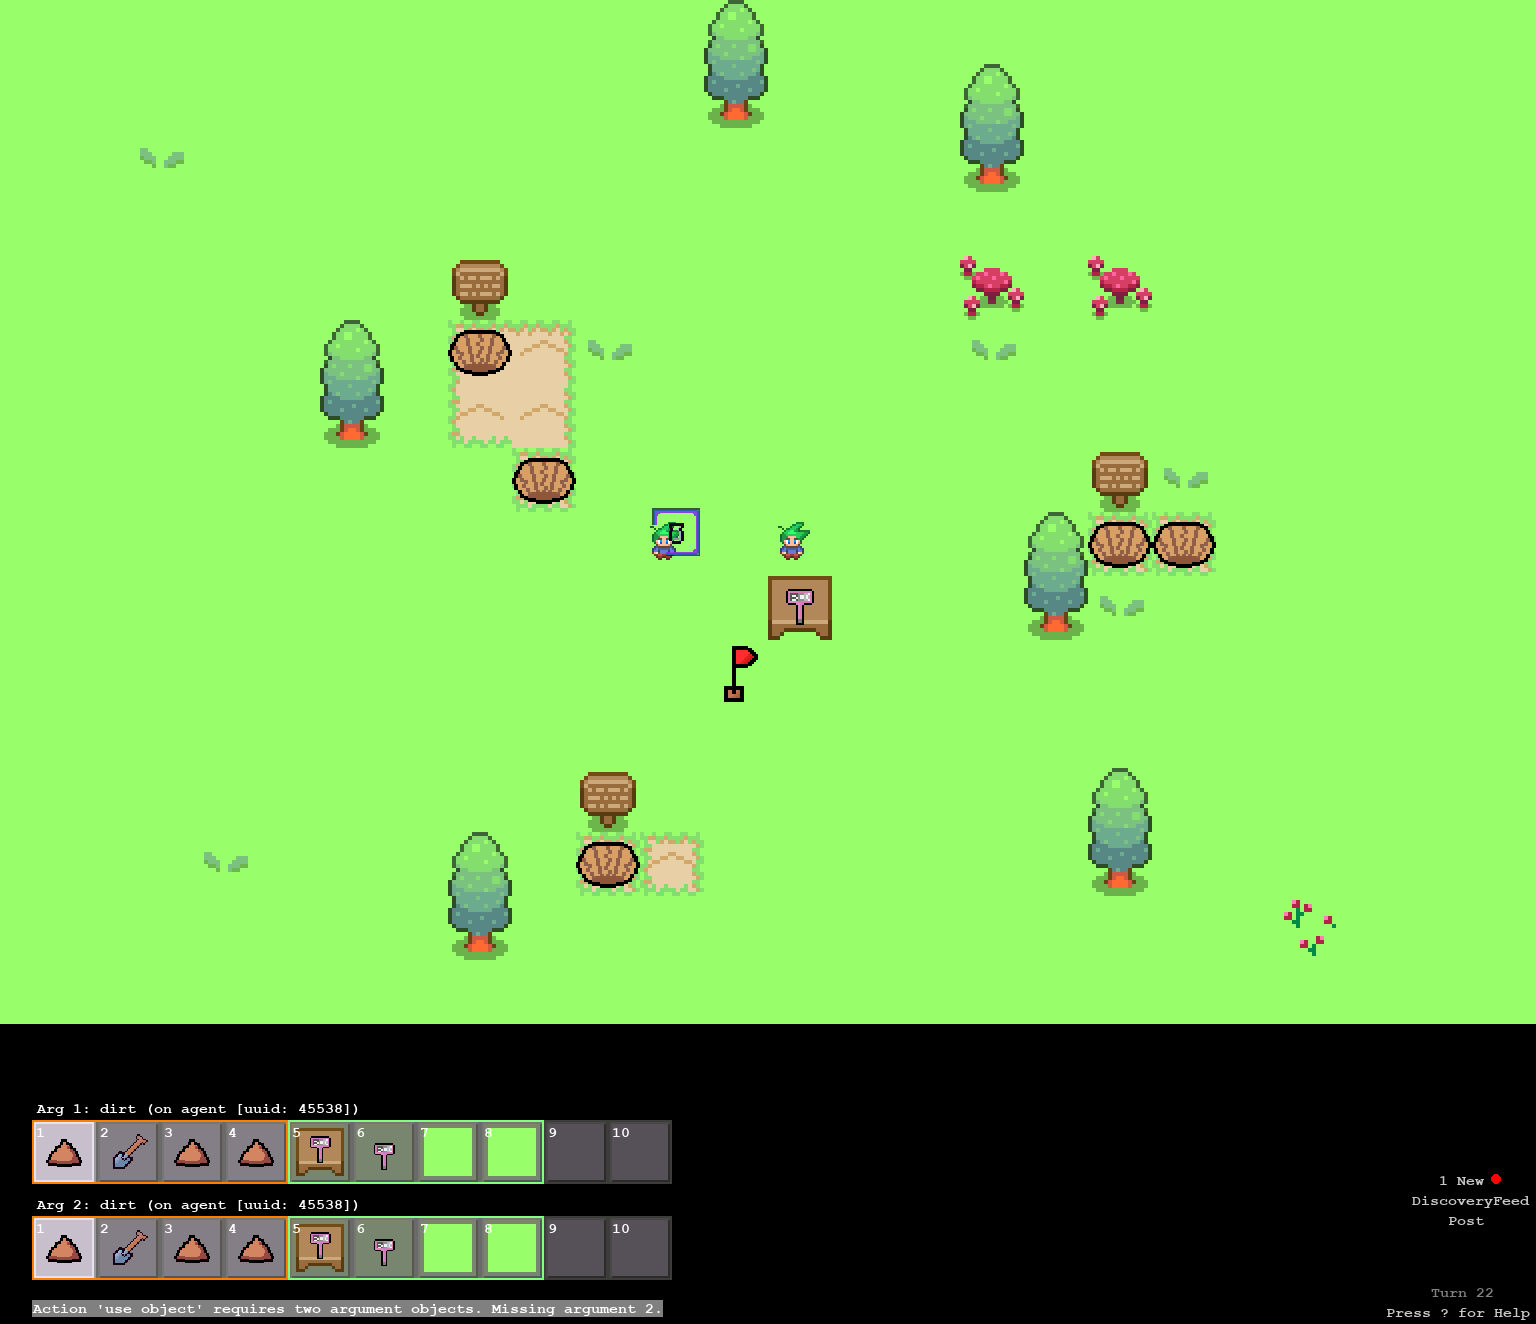 Arg 1: dirt (on agent [uuid: 45538])
1 2 3 4 5 6 7 8 9 10
Arg 2: dirt (on agent [uuid: 45538])
1 2 3 4 5 6 7 8 9 10
Action 'use object' requires two argument objects. Missing argument 2.
1 New
DiscoveryFeed
Post
Turn 22
Press ? for Help